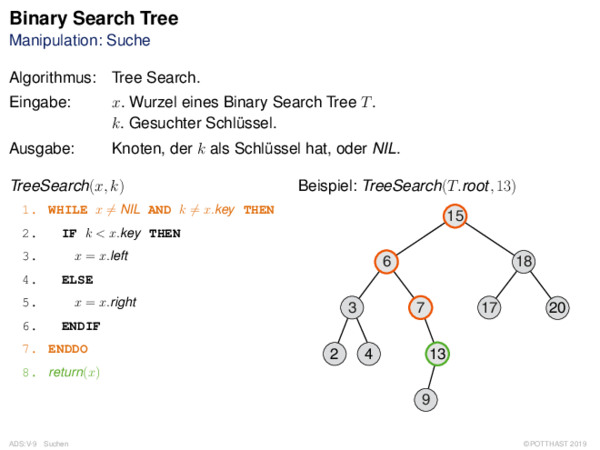 Binary Search Tree
Manipulation: Suche
Algorithmus: Tree Search.
Eingabe: x. Wurzel eines Binary Search Tree T.
k. Gesuchter Schlüssel.
Ausgabe: Knoten, der k als Schlüssel hat, oder NIL.
TreeSearch(x, k)
1. WHILE x ≠ NIL AND k ≠ x.key THEN
2. IF k < x.key THEN
3. x = x.left
4. ELSE
5. x = x.right
6. ENDIF
7. ENDDO
8. return(x)
Beispiel: TreeSearch(T.root, 13)
15
6 18
3 7 17 20
2 4 13
9
ADS:V-9 Suchen
©POTTHAST 2019